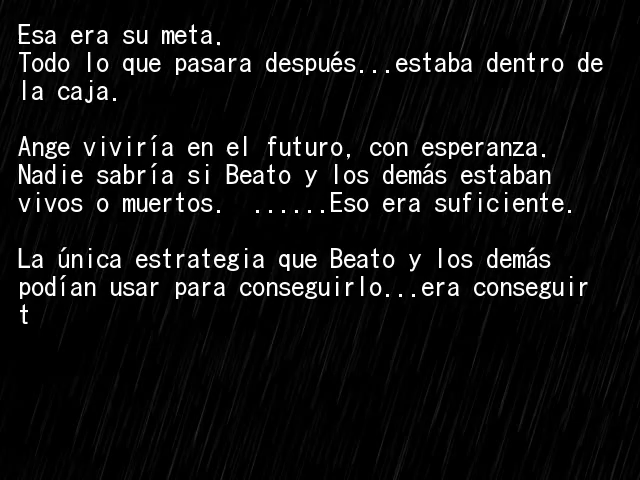 Esa era su meta.
Todo lo que pasara después...estaba dentro de
la caja.
Ange viviría en el futuro, con esperanza.
Nadie sabría si Beato y los demás estaban
vivos o muertos.  ......Eso era suficiente.
La única estrategia que Beato y los demás
podían usar para conseguirlo...era conseguir
t